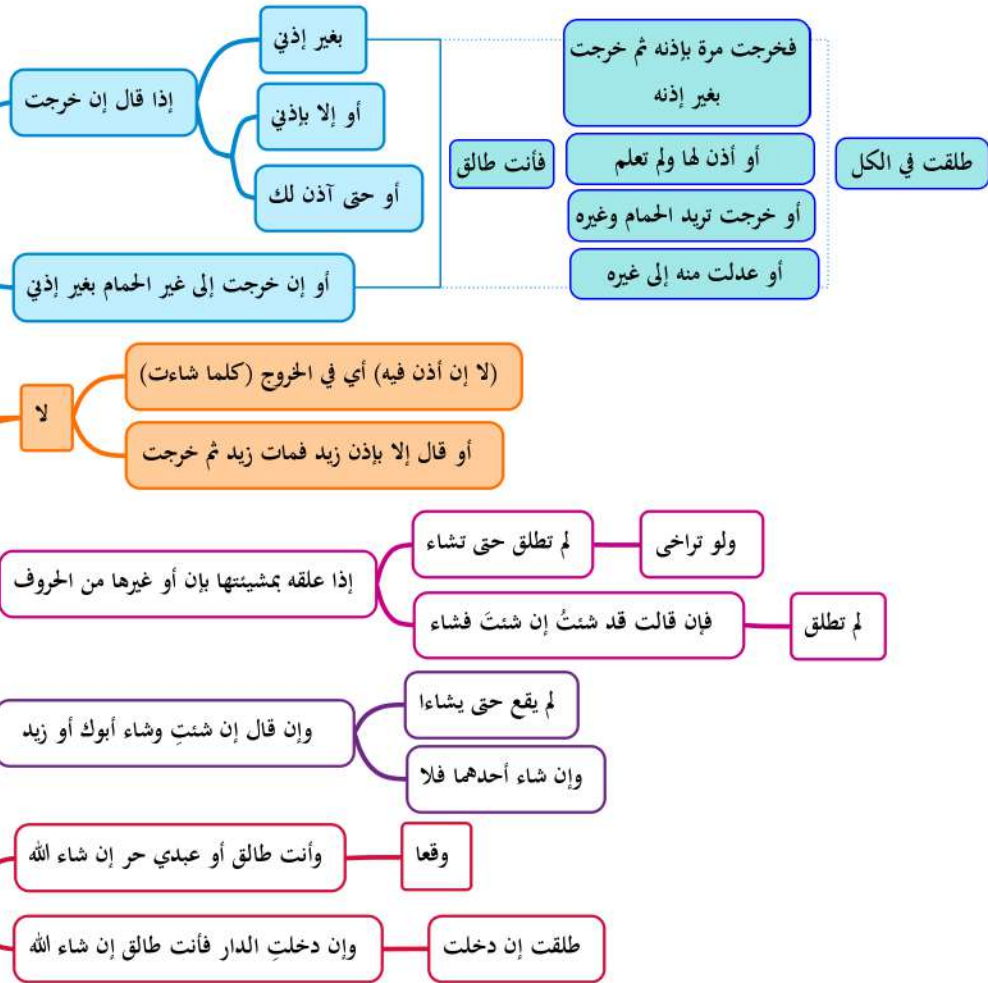 إذا قال إن خرجت
بغير إذني
أو إلا بإذني
أو حتى آذن لك
أو إن خرجت إلى غير الحمام بغير إذني
فأنت طالق
فخرجت مرة بإذنه ثم خرجت
بغير إذنه
أو أذن لها ولم تعلم
أو خرجت تريد الحمام وغيره
أو عدلت منه إلى غيره
طلقت في الكل
لا
(لا إن أذن فيه) أي في الخروج (كلما شاءت)
أو قال إلا بإذن زيد فمات زيد ثم خرجت
إذا علقه بمشيئتها بإن أو غيرها من الحروف
لم تطلق حتى تشاء
ولو تراخى
فإن قالت قد شئتُ إن شئتَ فشاء
لم تطلق
وإن قال إن شئتِ وشاء أبوك أو زيد
لم يقع حتى يشاءا
وإن شاء أحدهما فلا
وأنت طالق أو عبدي حر إن شاء الله
وقعا
وإن دخلتِ الدار فأنت طالق إن شاء الله
طلقت إن دخلت